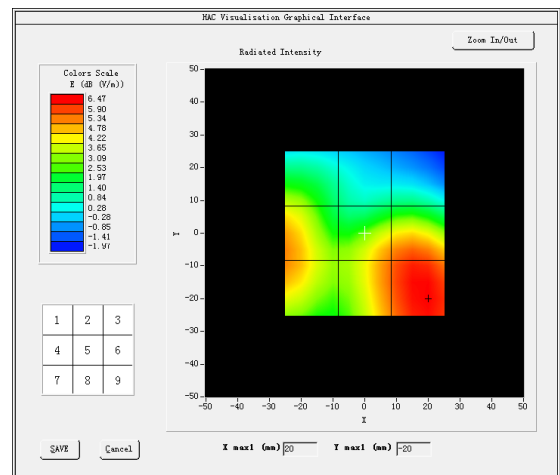 HAC Visualisation Graphical Interface
Zoom In/Out
Radiated Intensity
Colors Scale
E (dB (V/m))
6.47
5.90
5.34
4.78
4.22
3.65
3.09
2.53
1.97
1.40
0.84
0.28
-0.28
-0.85
-1.41
-1.97
50
40
30
20
10
0
-10
-20
-30
-40
-50
Y
-50 -40 -30 -20 -10 0 10 20 30 40 50
X
1 2 3
4 5 6
7 8 9
SAVE Cancel
X max1 (mm) 20 Y max1 (mm) -20